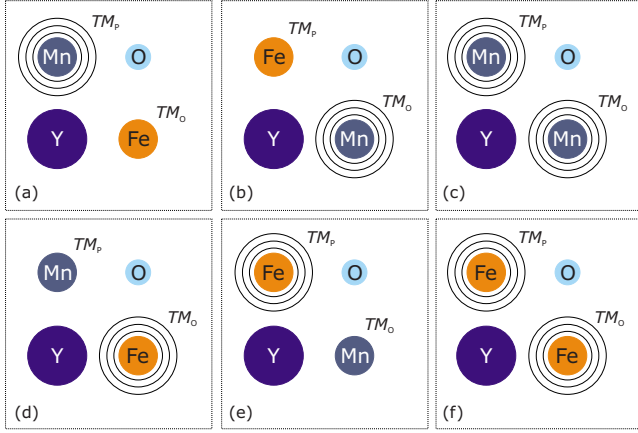 TMP
Mn O
TMO
Y Fe
(a)
TMP
Fe O
TMO
Y Mn
(b)
TMP
Mn O
TMO
Y Mn
(c)
TMP
Mn O
TMO
Y Fe
(d)
TMP
Fe O
TMO
Y Mn
(e)
TMP
Fe O
TMO
Y Fe
(f)